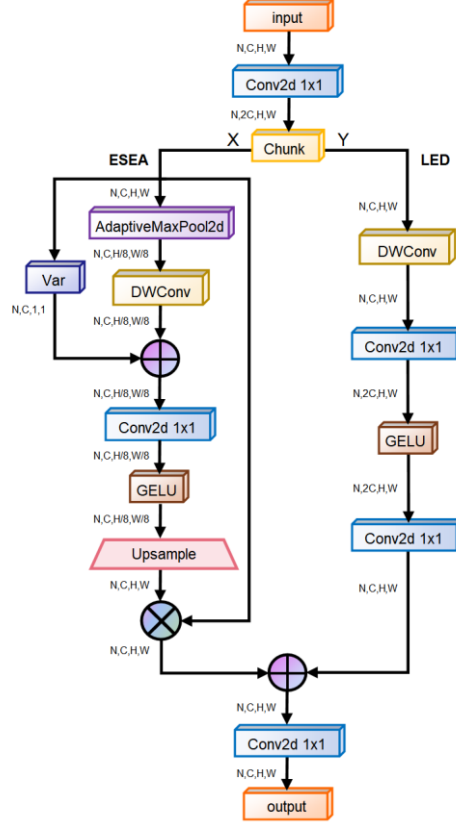 input
N,C,H,W
Conv2d 1x1
N,2C,H,W
X
Chunk
Y
ESEA
LED
N,C,H,W
AdaptiveMaxPool2d
N,C,H/8,W/8
Var
N,C,1,1
DWConv
N,C,H/8,W/8
N,C,H/8,W/8
Conv2d 1x1
N,C,H/8,W/8
GELU
N,C,H/8,W/8
Upsample
N,C,H,W
N,C,H,W
N,C,H,W
DWConv
N,C,H,W
Conv2d 1x1
N,2C,H,W
GELU
N,2C,H,W
Conv2d 1x1
N,C,H,W
N,C,H,W
Conv2d 1x1
N,C,H,W
output